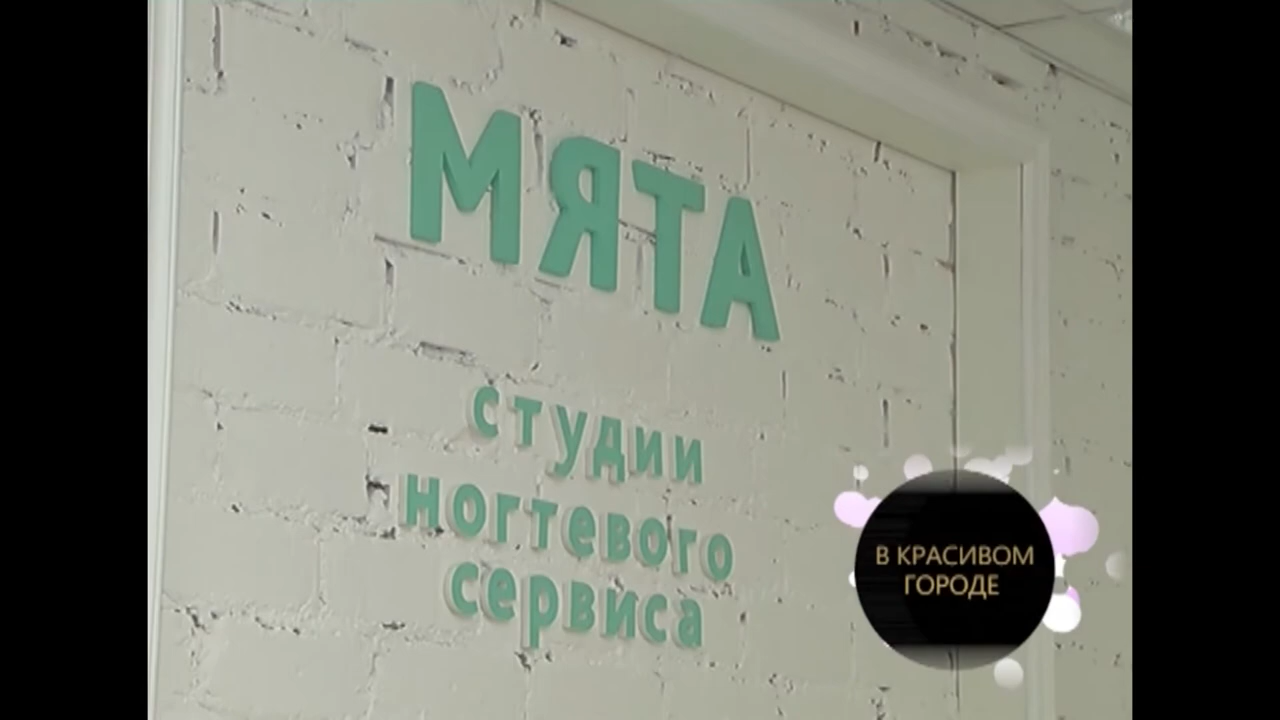 МЯТА
студии
ногтевого
сервиса
В КРАСИВОМ
ГОРОДЕ